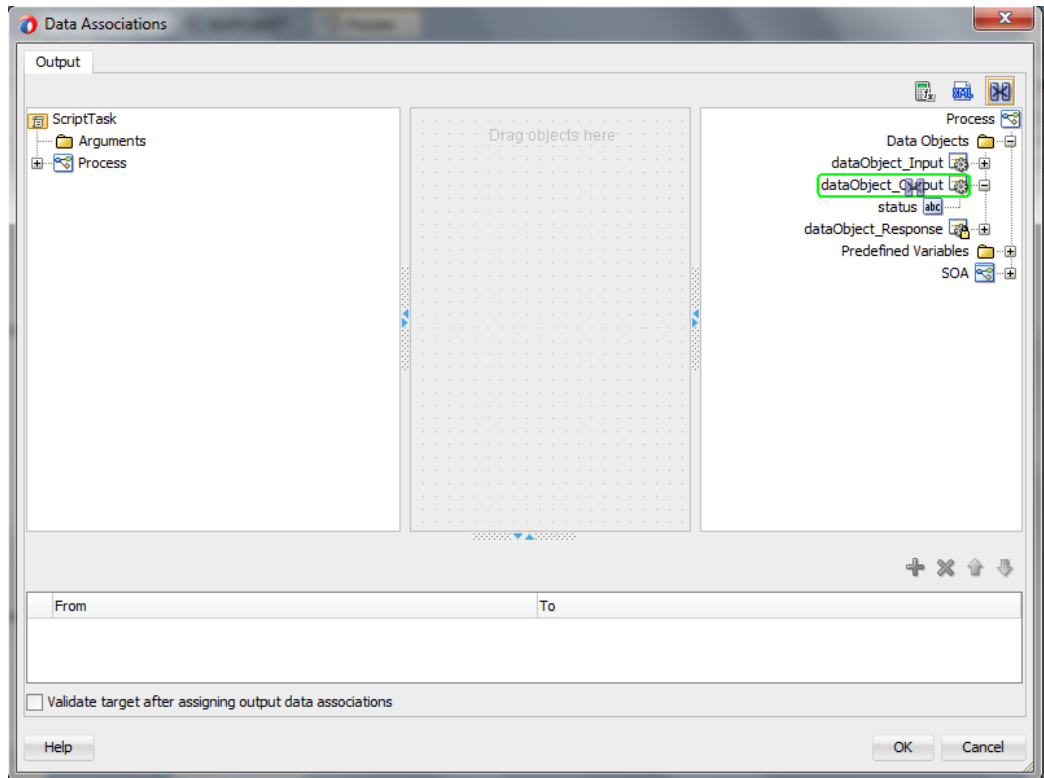 Data Associations
Output
ScriptTask
Arguments
Process
Drag objects here
Process
Data Objects
dataObject_Input
dataObject_Output
status
dataObject_Response
Predefined Variables
SOA
From To
Validate target after assigning output data associations
Help OK Cancel